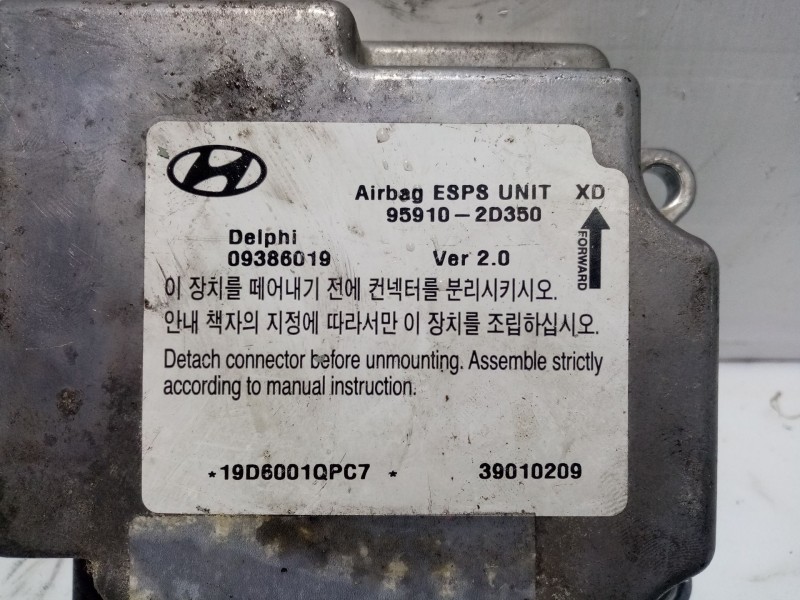 Airbag ESPS UNIT XD
95910-2D350
Delphi
09386019 Ver 2.0
FORWARD
이 장치를 떼어내기 전에 컨넥터를 분리시키시오.
안내 책자의 지정에 따라서만 이 장치를 조립하십시오.
Detach connector before unmounting. Assemble strictly
according to manual instruction.
*19D6001QPC7 * 39010209